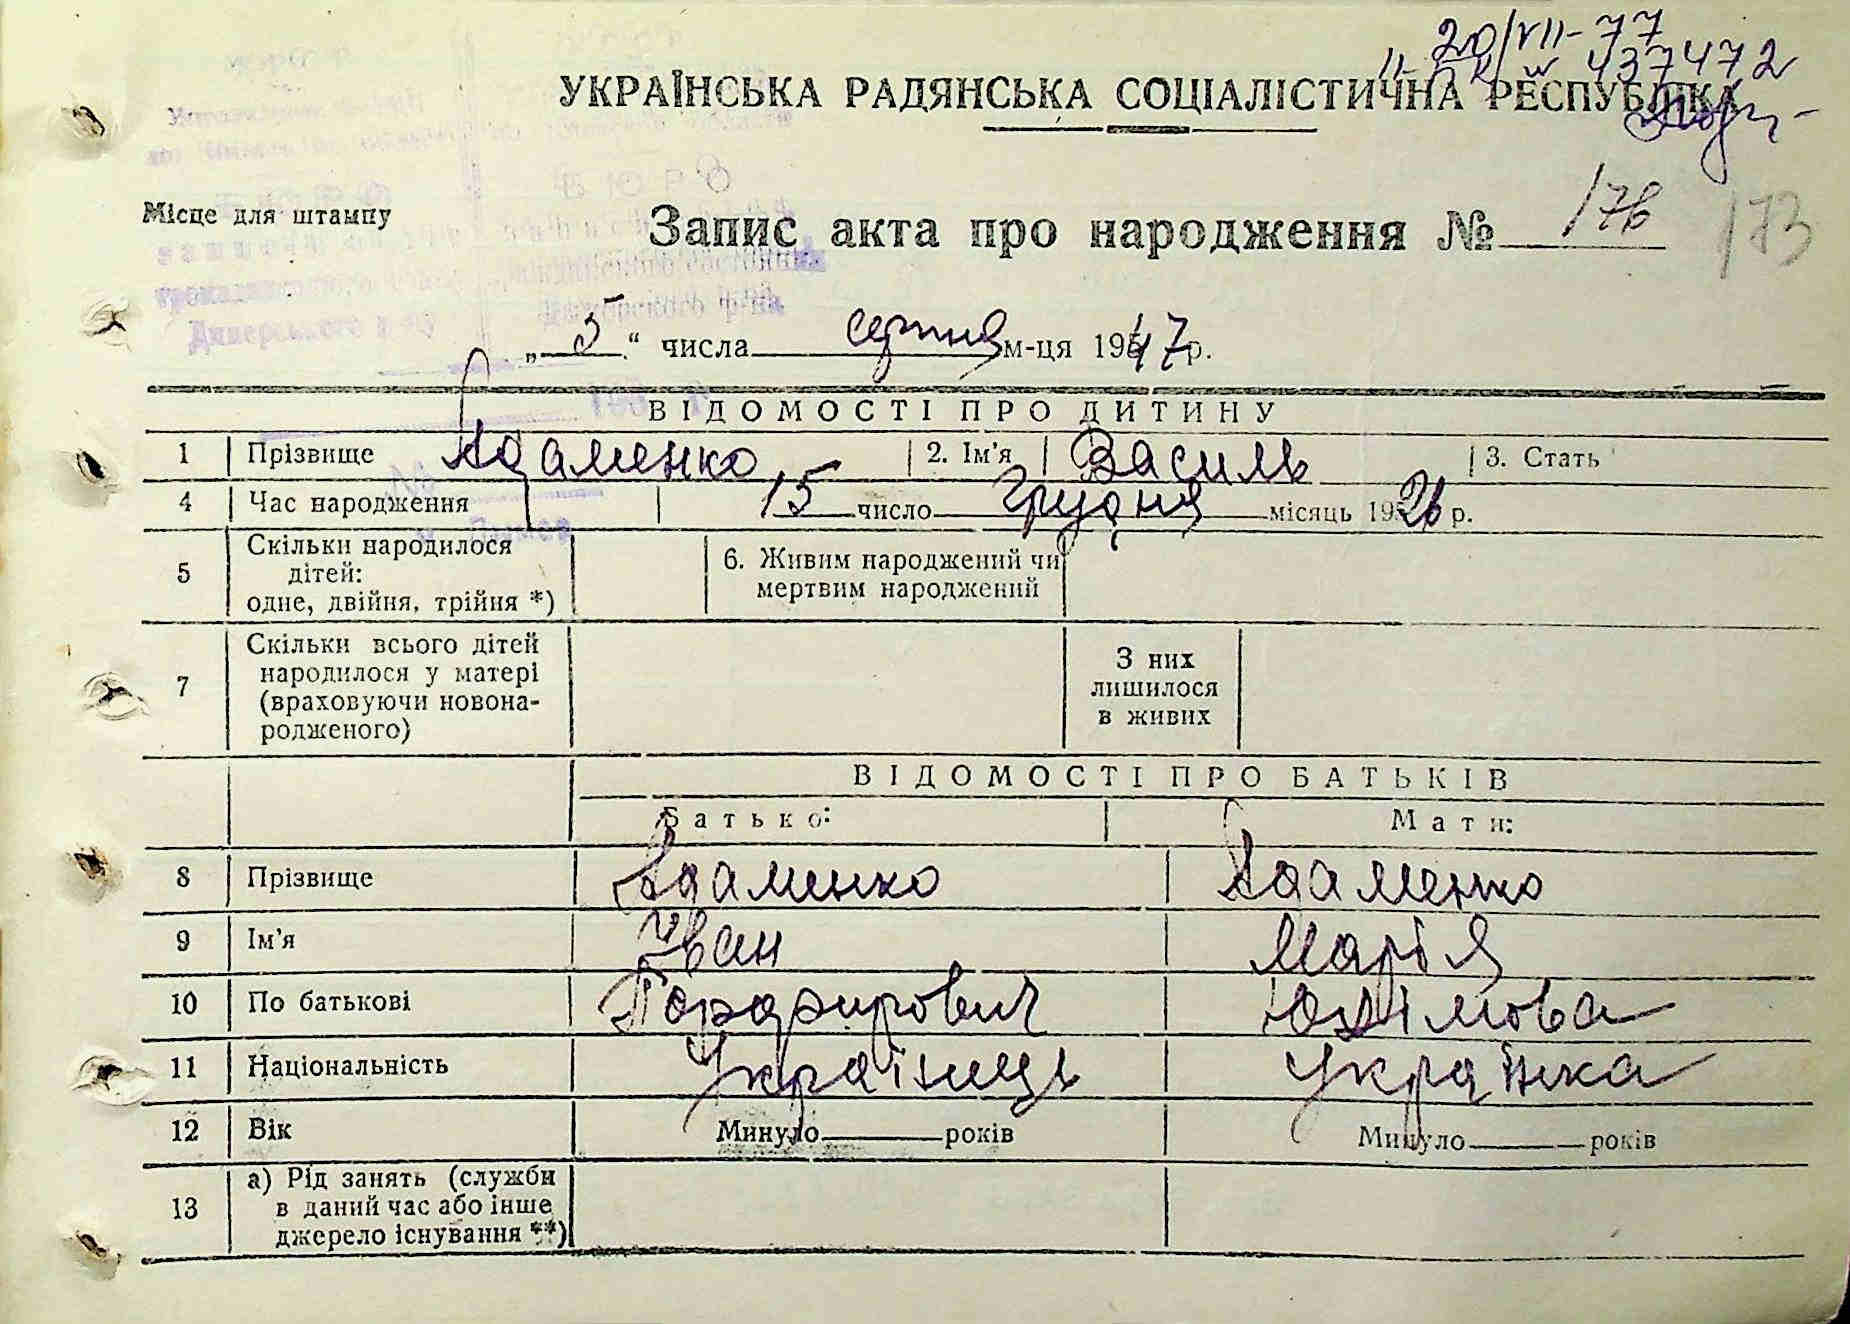 20/VII-77
437472
УКРАЇНСЬКА РАДЯНСЬКА СОЦІАЛІСТИЧНА РЕСПУБЛІКА
БЮРО
Місце для штампу
Запис акта про народження № 176 173
„5“ числа серпня м-ця 1947 р.
ВІДОМОСТІ ПРО ДИТИНУ
1 Прізвище Адаменко 2. Ім'я Василь 3. Стать
4 Час народження 15 число грудня місяць 1926 р.
5 Скільки народилося дітей: одне, двійня, трійня *) 6. Живим народжений чи мертвим народжений
7 Скільки всього дітей народилося у матері (враховуючи новонародженого) З них лишилося в живих
ВІДОМОСТІ ПРО БАТЬКІВ
Батько: Мати:
8 Прізвище Адаменко Адаменко
9 Ім'я Іван Марія
10 По батькові Юхимова
11 Національність Українець Українка
12 Вік Минуло років Минуло років
13 а) Рід занять (служби в даний час або інше джерело існування **)